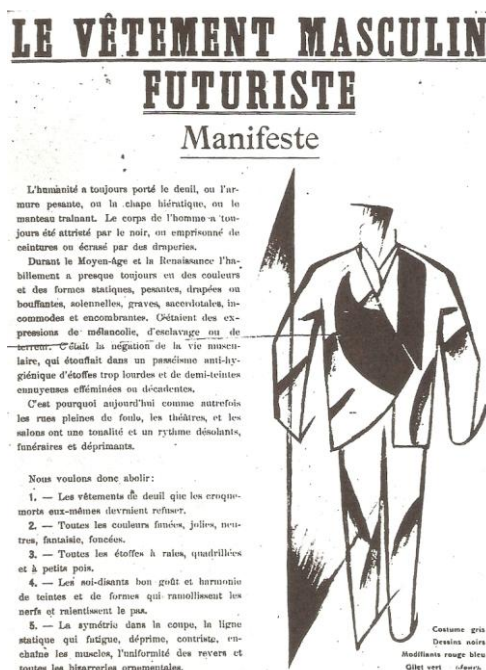 LE VÊTEMENT MASCULIN
FUTURISTE
Manifeste
L'humanité a toujours porté le deuil, ou l'ar-
mure pesante, ou la chape hiératique, ou le
manteau traînant. Le corps de l'homme a tou-
jours été attristé par le noir, ou emprisonné de
ceintures ou écrasé par des draperies.
Durant le Moyen-âge et la Renaissance l'ha-
billement a presque toujours eu des couleurs
et des formes statiques, pesantes, drapées ou
bouffantes, solennelles, graves, sacerdotales, in-
commodes et encombrantes. C'étaient des ex-
pressions de mélancolie, d'esclavage ou de
terreur. C'était la négation de la vie muscu-
laire, qui étouffait dans un passéisme anti-hy-
giénique d'étoffes trop lourdes et de demi-teintes
ennuyeuses efféminées ou décadentes.
C'est pourquoi aujourd'hui comme autrefois
les rues pleines de foule, les théâtres, et les
salons ont une tonalité et un rythme désolants,
funéraires et déprimants.
Nous voulons donc abolir:
1. — Les vêtements de deuil que les croque-
morts eux-mêmes devraient refuser.
2. — Toutes les couleurs fanées, jolies, neu-
tres, fantaisie, foncées.
3. — Toutes les étoffes à raies, quadrillées
et à petits pois.
4. — Les soi-disants bon goût et harmonie
de teintes et de formes qui ramollissent les
nerfs et ralentissent le pas.
5. — La symétrie dans la coupe, la ligne
statique qui fatigue, déprime, contriste, en-
chaîne les muscles, l'uniformité des revers et
toutes les bizarreries ornementales.
Costume gris
Dessins noirs
Modifiants rouge bleu
Gilet vert